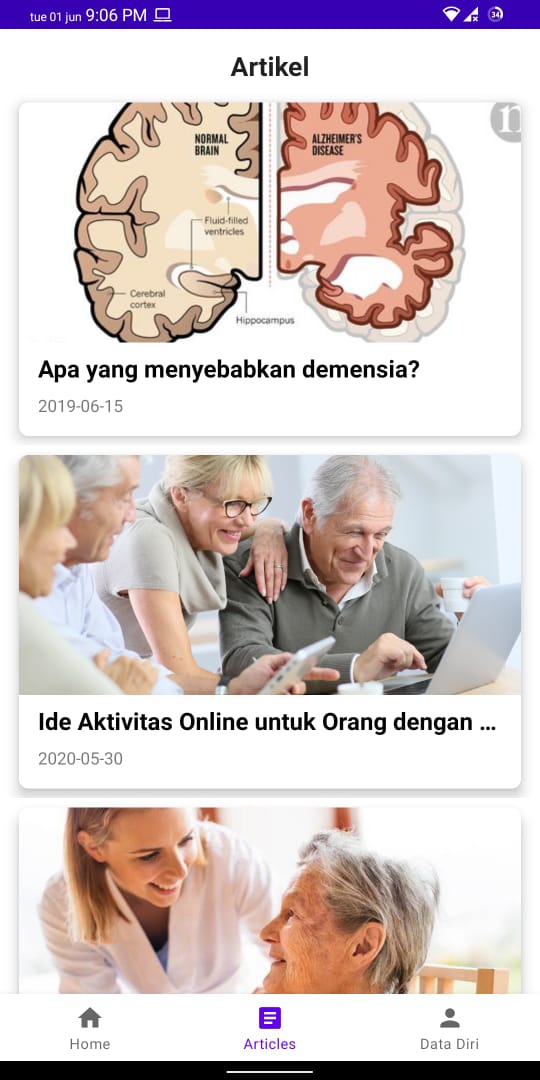 tue 01 jun 9:06 PM
34
Artikel
n
NORMAL
BRAIN
ALZHEIMER'S
DISEASE
Fluid-filled
ventricles
Cerebral
cortex
Hippocampus
Apa yang menyebabkan demensia?
2019-06-15
Ide Aktivitas Online untuk Orang dengan ...
2020-05-30
Home
Articles
Data Diri